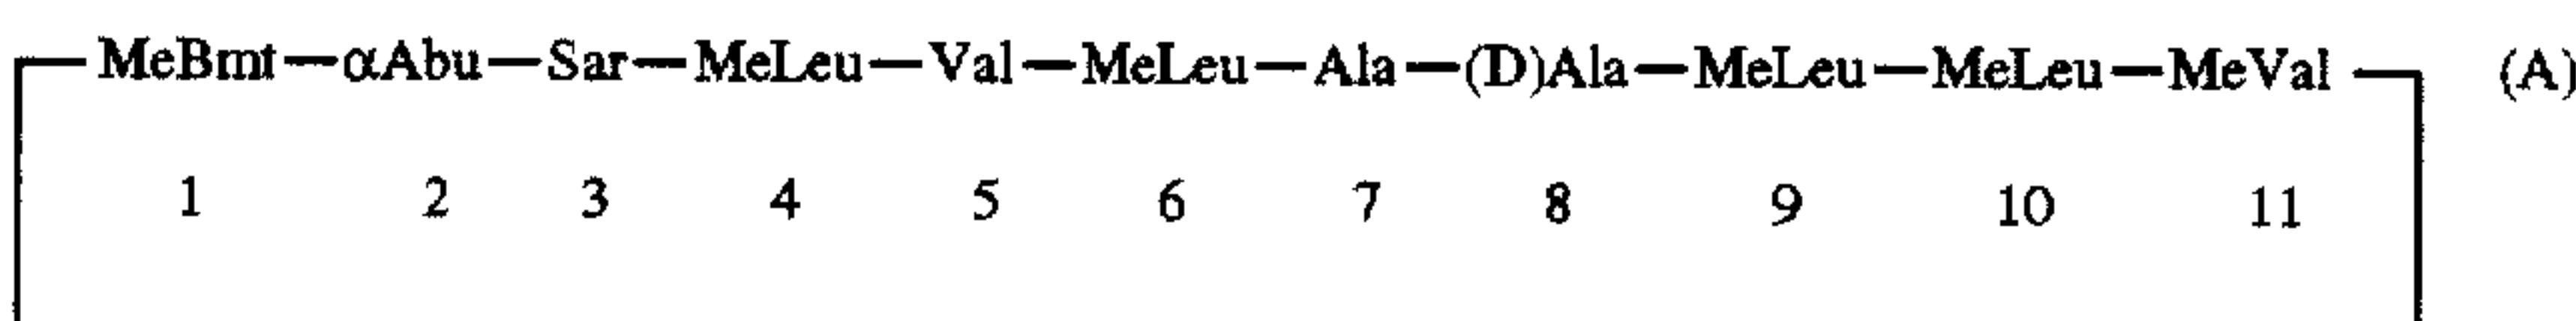 MeBmt—αAbu—Sar—MeLeu—Val—MeLeu—Ala—(D)Ala—MeLeu—MeLeu—MeVal (A)
1 2 3 4 5 6 7 8 9 10 11